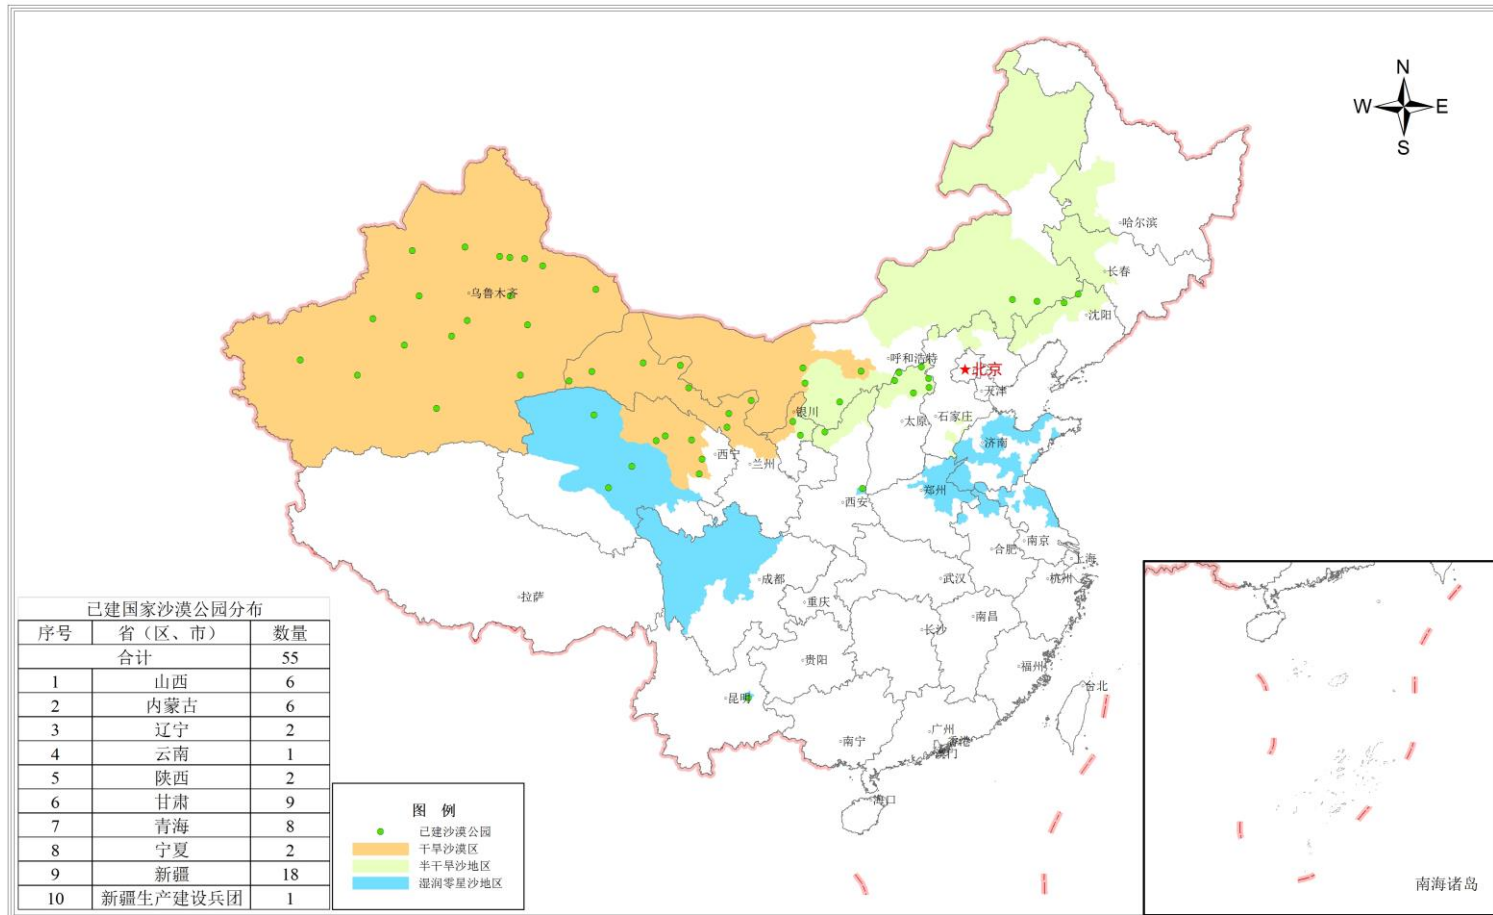 N
W E
S
哈尔滨
长春
沈阳
乌鲁木齐
呼和浩特
北京
天津
银川
太原
石家庄
济南
西宁
兰州
郑州
西安
南京
合肥
上海
杭州
武汉
成都
重庆
拉萨
南昌
长沙
贵阳
福州
台北
昆明
南宁
广州
香港
澳门
海口
已建国家沙漠公园分布
序号 省（区、市） 数量
合计 55
1 山西 6
2 内蒙古 6
3 辽宁 2
4 云南 1
5 陕西 2
6 甘肃 9
7 青海 8
8 宁夏 2
9 新疆 18
10 新疆生产建设兵团 1
图 例
已建沙漠公园
干旱沙漠区
半干旱沙地区
湿润零星沙地区
南海诸岛